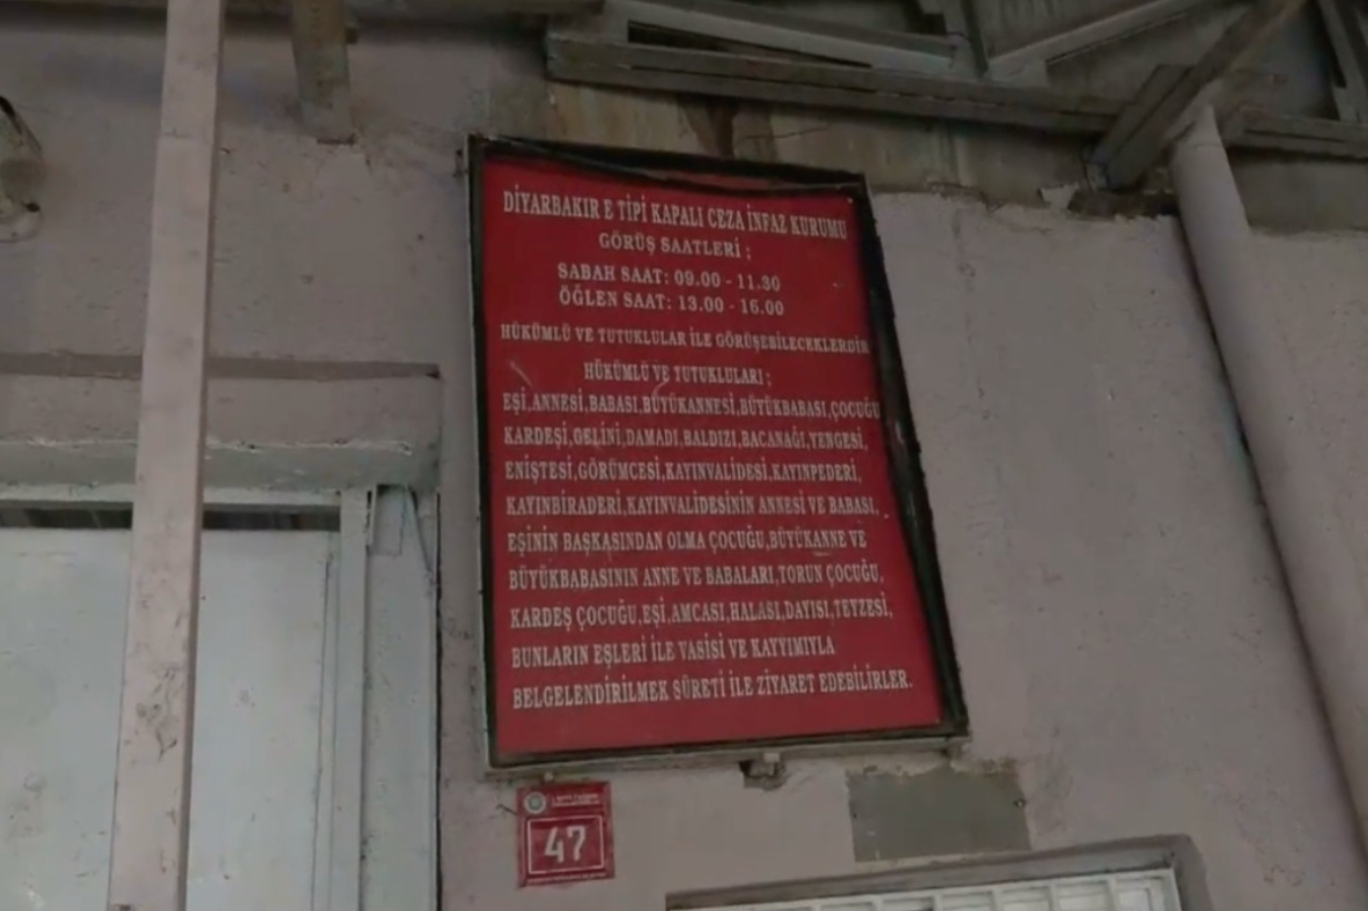 DİYARBAKIR E TİPİ KAPALI CEZA İNFAZ KURUMU
GÖRÜŞ SAATLERİ ;
SABAH SAAT: 09.00 - 11.30
ÖĞLEN SAAT: 13.00 - 16.00
HÜKÜMLÜ VE TUTUKLULAR İLE GÖRÜŞEBİLECEKLERDİR
HÜKÜMLÜ VE TUTUKLULARI ;
EŞİ,ANNESİ,BABASI,BÜYÜKANNESİ,BÜYÜKBABASI,ÇOCUĞU
KARDEŞİ,GELİNİ,DAMADI,BALDIZI,BACANAĞI,YENGESİ,
ENİŞTESİ,GÖRÜMCESİ,KAYINVALİDESİ,KAYINPEDERİ,
KAYINBİRADERİ,KAYINVALİDESİNİN ANNESİ VE BABASI,
EŞİNİN BAŞKASINDAN OLMA ÇOCUĞU,BÜYÜKANNE VE
BÜYÜKBABASININ ANNE VE BABALARI,TORUN ÇOCUĞU,
KARDEŞ ÇOCUĞU,EŞİ,AMCASI,HALASI,DAYISI,TEYZESİ,
BUNLARIN EŞLERİ İLE VASİSİ VE KAYYIMIYLA
BELGELENDİRİLMEK SÜRETİ İLE ZİYARET EDEBİLİRLER.
47